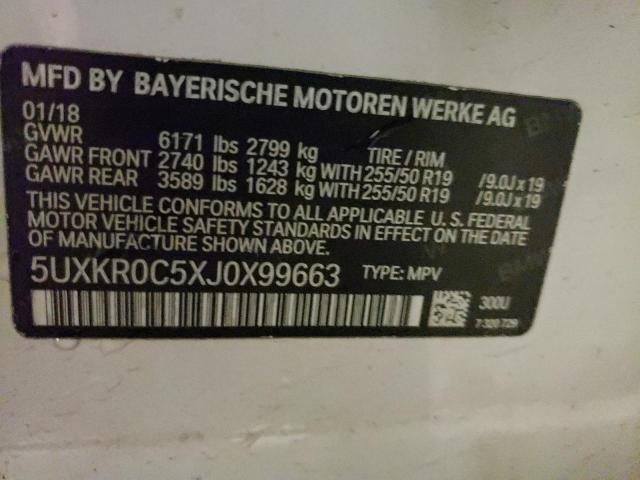 MFD BY BAYERISCHE MOTOREN WERKE AG
01/18
GVWR 6171 lbs 2799 kg TIRE / RIM
GAWR FRONT 2740 lbs 1243 kg WITH 255/50 R19 /9.0J x 19
GAWR REAR 3589 lbs 1628 kg WITH 255/50 R19 /9.0J x 19
THIS VEHICLE CONFORMS TO ALL APPLICABLE U. S. FEDERAL
MOTOR VEHICLE SAFETY STANDARDS IN EFFECT ON THE DATE
OF MANUFACTURE SHOWN ABOVE.
5UXKR0C5XJ0X99663 TYPE: MPV
300U
7 320 729